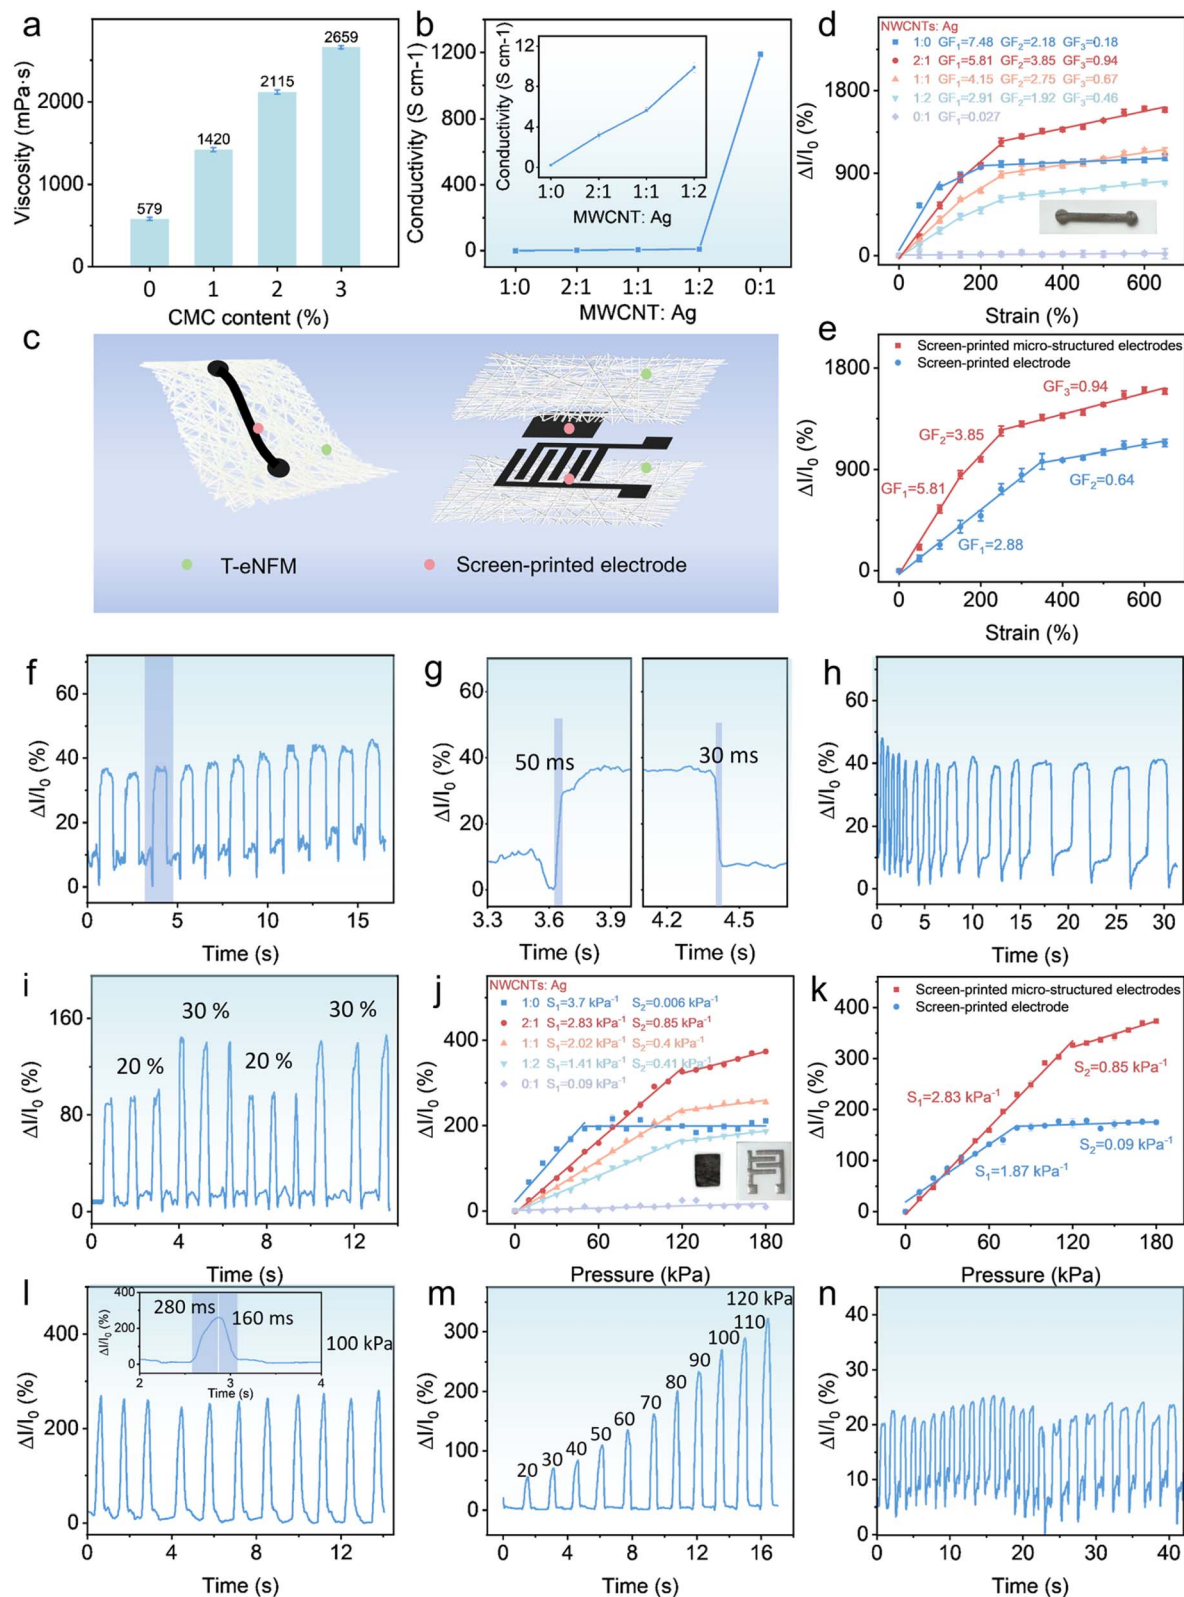 a
Viscosity (mPa·s)
2000
1000
0
579
1420
2115
2659
0 1 2 3
CMC content (%)
b
Conductivity (S cm-1)
1200
800
400
0
Conductivity (S cm-1)
12
8
4
0
1:0 2:1 1:1 1:2
MWCNT: Ag
1:0 2:1 1:1 1:2 0:1
MWCNT: Ag
d
NWCNTs: Ag
1:0 GF1=7.48 GF2=2.18 GF3=0.18
2:1 GF1=5.81 GF2=3.85 GF3=0.94
1:1 GF1=4.15 GF2=2.75 GF3=0.67
1:2 GF1=2.91 GF2=1.92 GF3=0.46
0:1 GF1=0.027
ΔI/I0 (%)
1800
900
0
0 200 400 600
Strain (%)
c
T-eNFM
Screen-printed electrode
e
Screen-printed micro-structured electrodes
Screen-printed electrode
ΔI/I0 (%)
1800
900
0
GF3=0.94
GF2=3.85
GF1=5.81
GF2=0.64
GF1=2.88
0 200 400 600
Strain (%)
f
ΔI/I0 (%)
60
40
20
0
0 5 10 15
Time (s)
g
ΔI/I0 (%)
60
40
20
0
50 ms
30 ms
3.3 3.6 3.9
4.2 4.5
Time (s)
Time (s)
h
ΔI/I0 (%)
60
40
20
0
0 5 10 15 20 25 30
Time (s)
i
ΔI/I0 (%)
160
80
0
20 %
30 %
20 %
30 %
0 4 8 12
Time (s)
j
NWCNTs: Ag
1:0 S1=3.7 kPa-1 S2=0.006 kPa-1
2:1 S1=2.83 kPa-1 S2=0.85 kPa-1
1:1 S1=2.02 kPa-1 S2=0.4 kPa-1
1:2 S1=1.41 kPa-1 S2=0.41 kPa-1
0:1 S1=0.09 kPa-1
ΔI/I0 (%)
400
200
0
0 60 120 180
Pressure (kPa)
k
Screen-printed micro-structured electrodes
Screen-printed electrode
ΔI/I0 (%)
400
300
200
100
0
S1=2.83 kPa-1
S2=0.85 kPa-1
S2=0.09 kPa-1
S1=1.87 kPa-1
0 60 120 180
Pressure (kPa)
l
ΔI/I0 (%)
400
200
0
ΔI/I0 (%)
400
200
0
280 ms
160 ms
2 3 4
Time (s)
100 kPa
0 4 8 12
Time (s)
m
ΔI/I0 (%)
300
200
100
0
20
30
40
50
60
70
80
90
100
110
120 kPa
0 4 8 12 16
Time (s)
n
ΔI/I0 (%)
40
30
20
10
0
0 10 20 30 40
Time (s)